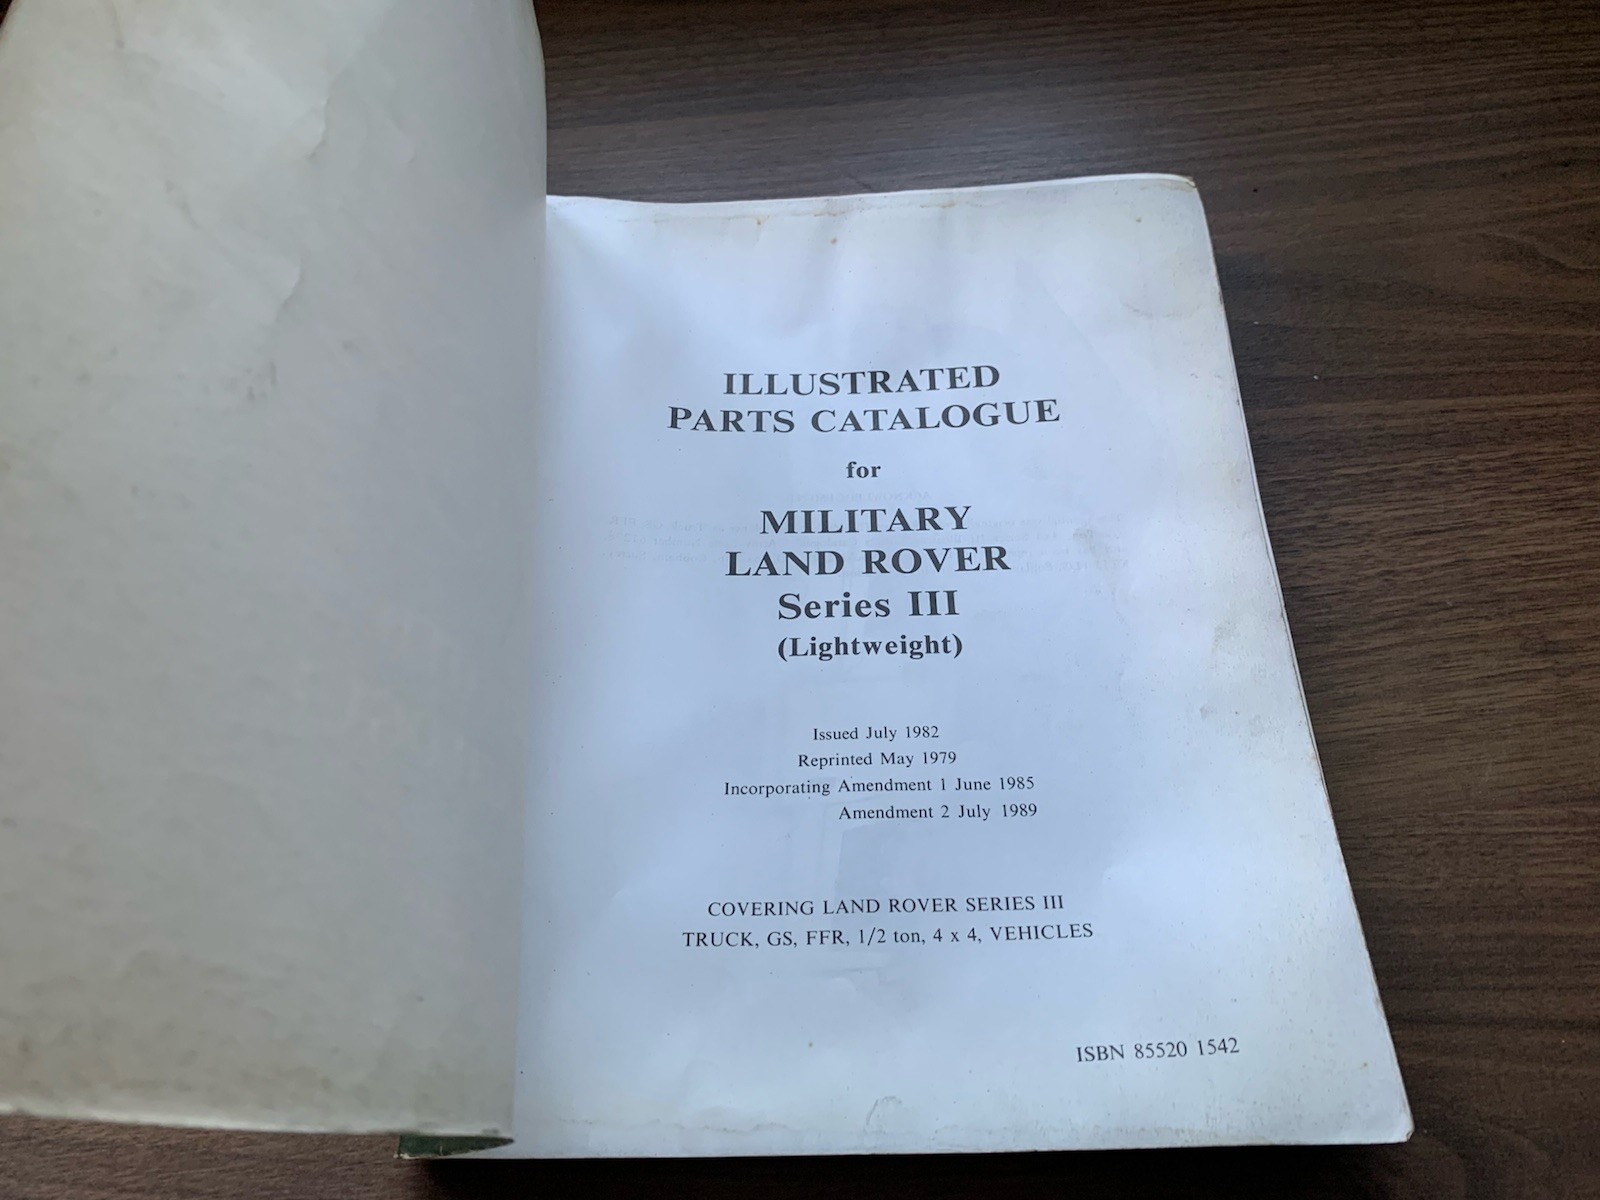 ILLUSTRATED
PARTS CATALOGUE
for
MILITARY
LAND ROVER
Series III
(Lightweight)
Issued July 1982
Reprinted May 1979
Incorporating Amendment 1 June 1985
Amendment 2 July 1989
COVERING LAND ROVER SERIES III
TRUCK, GS, FFR, 1/2 ton, 4 x 4, VEHICLES
ISBN 85520 1542